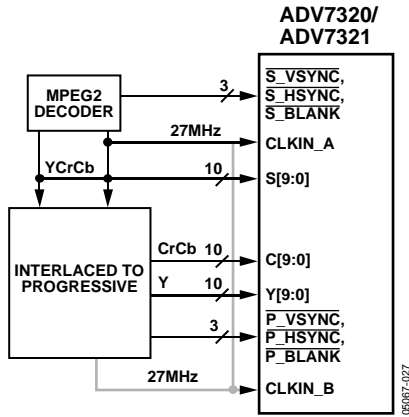 ADV7320/
ADV7321
MPEG2
DECODER
3
S_VSYNC,
S_HSYNC,
S_BLANK
27MHz
CLKIN_A
YCrCb
10
S[9:0]
INTERLACED TO
PROGRESSIVE
CrCb 10
C[9:0]
Y 10
Y[9:0]
3
P_VSYNC,
P_HSYNC,
P_BLANK
27MHz
CLKIN_B
05067-027